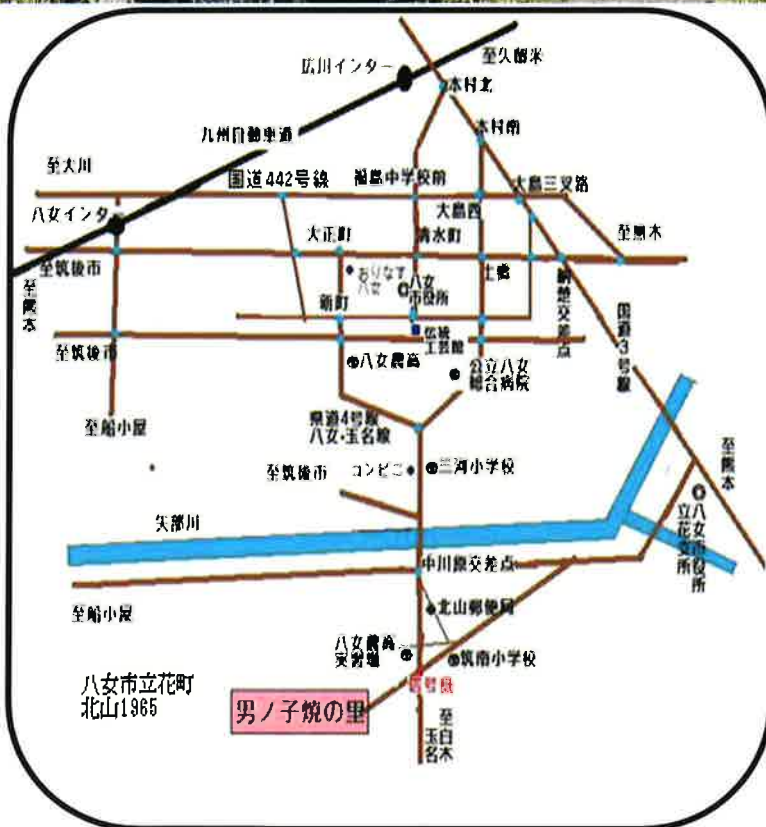 至久留米
広川インター
本村北
九州自動車道
本村南
至大川
国道442号線
福島中学校前
大島三叉路
大島西
八女インター
大正町
清水町
至黒木
至筑後市
おりなす
八女
八女
市役所
土橋
納楚交差点
至熊本
新町
国道3号線
伝統
工芸館
至筑後市
八女農高
公立八女
総合病院
至船小屋
県道4号線
八女・玉名線
至熊本
至筑後市
コンビニ
三河小学校
八女市役所
立花支所
矢部川
中川原交差点
至船小屋
北山郵便局
八女農高
実習場
筑南小学校
信号機
八女市立花町
北山1965
男ノ子焼の里
至白木
玉名